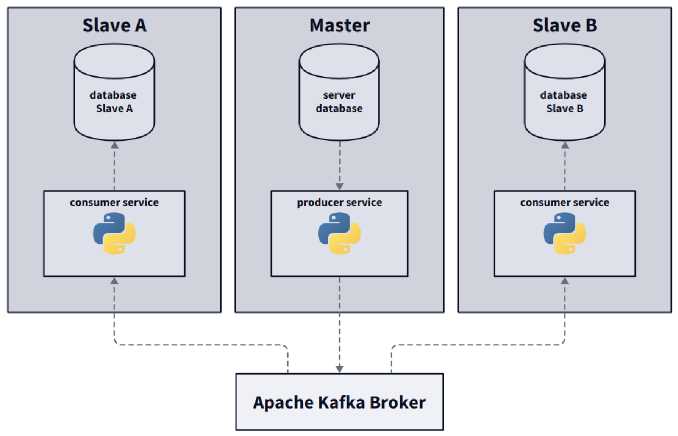 Slave A
database
Slave A
consumer service
Master
server
database
producer service
Slave B
database
Slave B
consumer service
Apache Kafka Broker